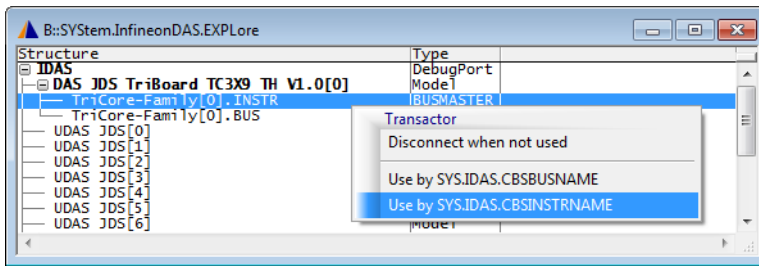 B::SYStem.InfineonDAS.EXPLore
Structure Type
IDAS DebugPort
DAS JDS TriBoard TC3X9 TH V1.0[0] Model
TriCore-Family[0].INSTR BUSMASTER
TriCore-Family[0].BUS
UDAS JDS[0]
UDAS JDS[1]
UDAS JDS[2]
UDAS JDS[3]
UDAS JDS[4]
UDAS JDS[5]
UDAS JDS[6] Model
Transactor
Disconnect when not used
Use by SYS.IDAS.CBSBUSNAME
Use by SYS.IDAS.CBSINSTRNAME